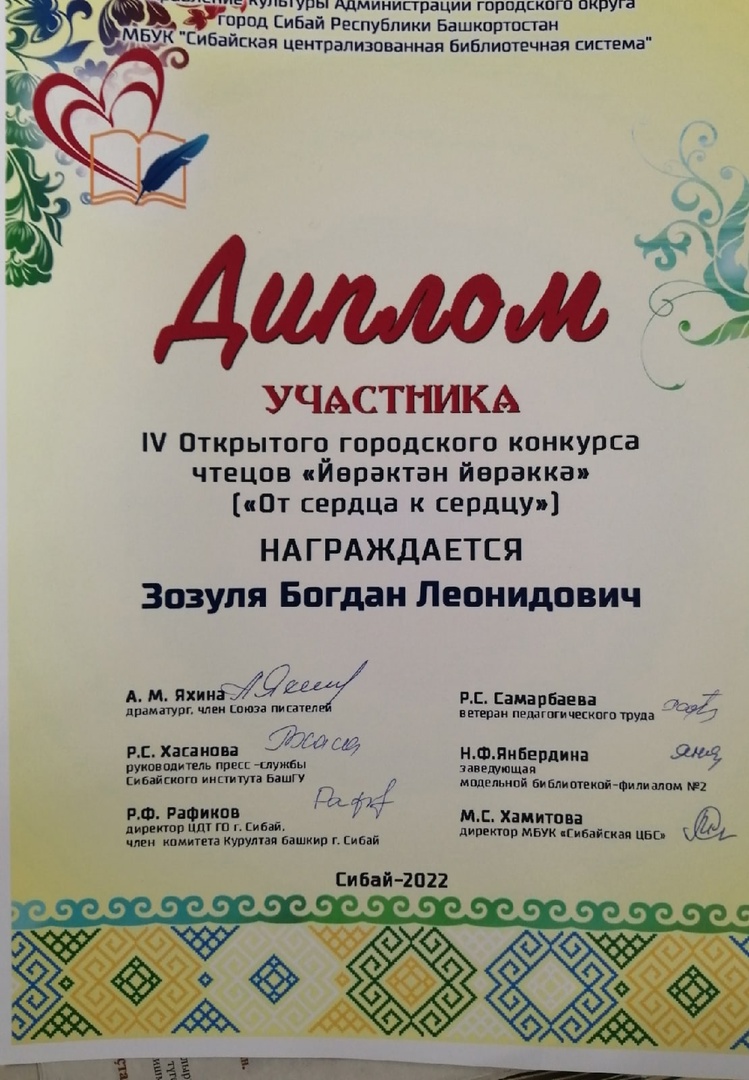 культуры Администрации городского округа
город Сибай Республики Башкортостан
МБУК "Сибайская централизованная библиотечная система"
Диплом
УЧАСТНИКА
IV Открытого городского конкурса
чтецов «Йөрәктән йөрәккә»
(«От сердца к сердцу»)
НАГРАЖДАЕТСЯ
Зозуля Богдан Леонидович
А. М. Яхина
драматург, член Союза писателей
Р.С. Хасанова
руководитель пресс -службы
Сибайского института БашГУ
Р.Ф. Рафиков
директор ЦДТ ГО г. Сибай,
член комитета Курултая башкир г. Сибай
Р.С. Самарбаева
ветеран педагогического труда
Н.Ф.Янбердина
заведующая
модельной библиотекой-филиалом №2
М.С. Хамитова
директор МБУК «Сибайская ЦБС»
Сибай-2022